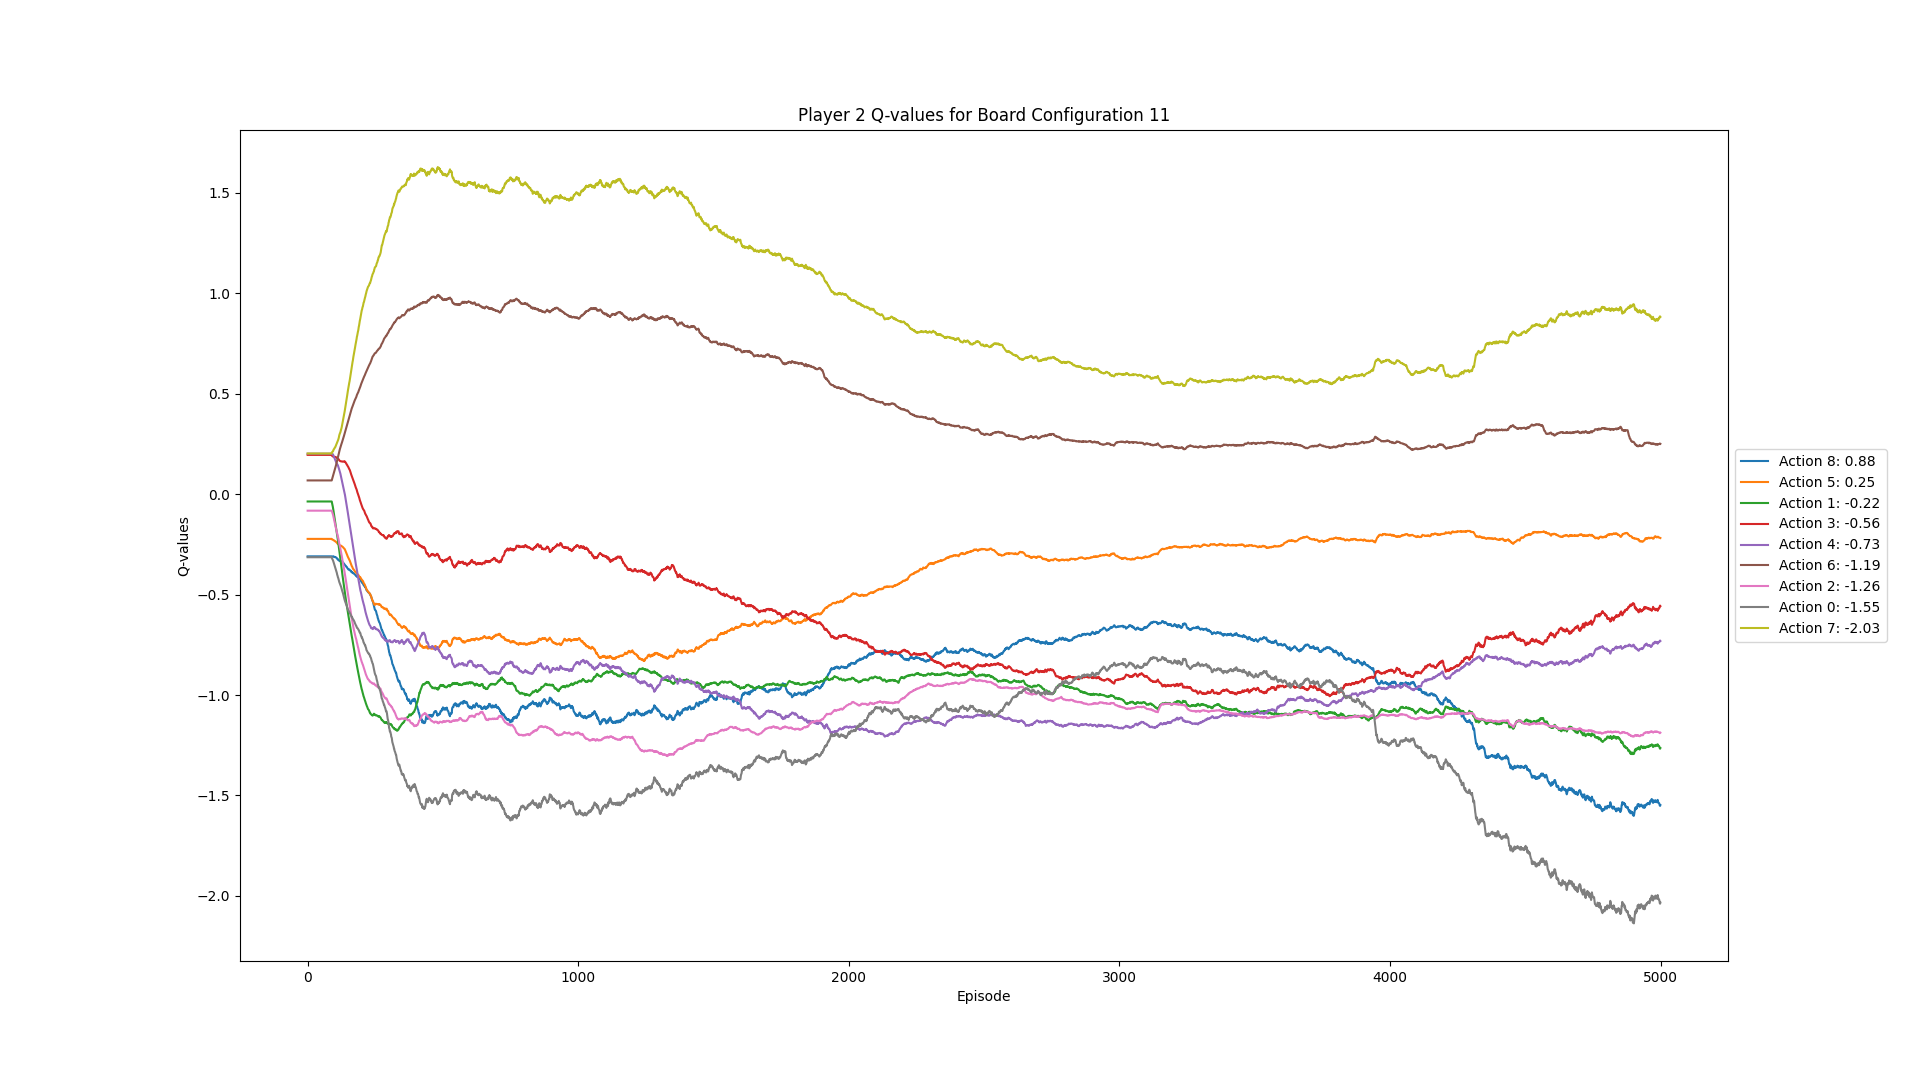 Player 2 Q-values for Board Configuration 11
Q-values
1.5
1.0
0.5
0.0
−0.5
−1.0
−1.5
−2.0
0
1000
2000
3000
4000
5000
Episode
Action 8: 0.88
Action 5: 0.25
Action 1: -0.22
Action 3: -0.56
Action 4: -0.73
Action 6: -1.19
Action 2: -1.26
Action 0: -1.55
Action 7: -2.03